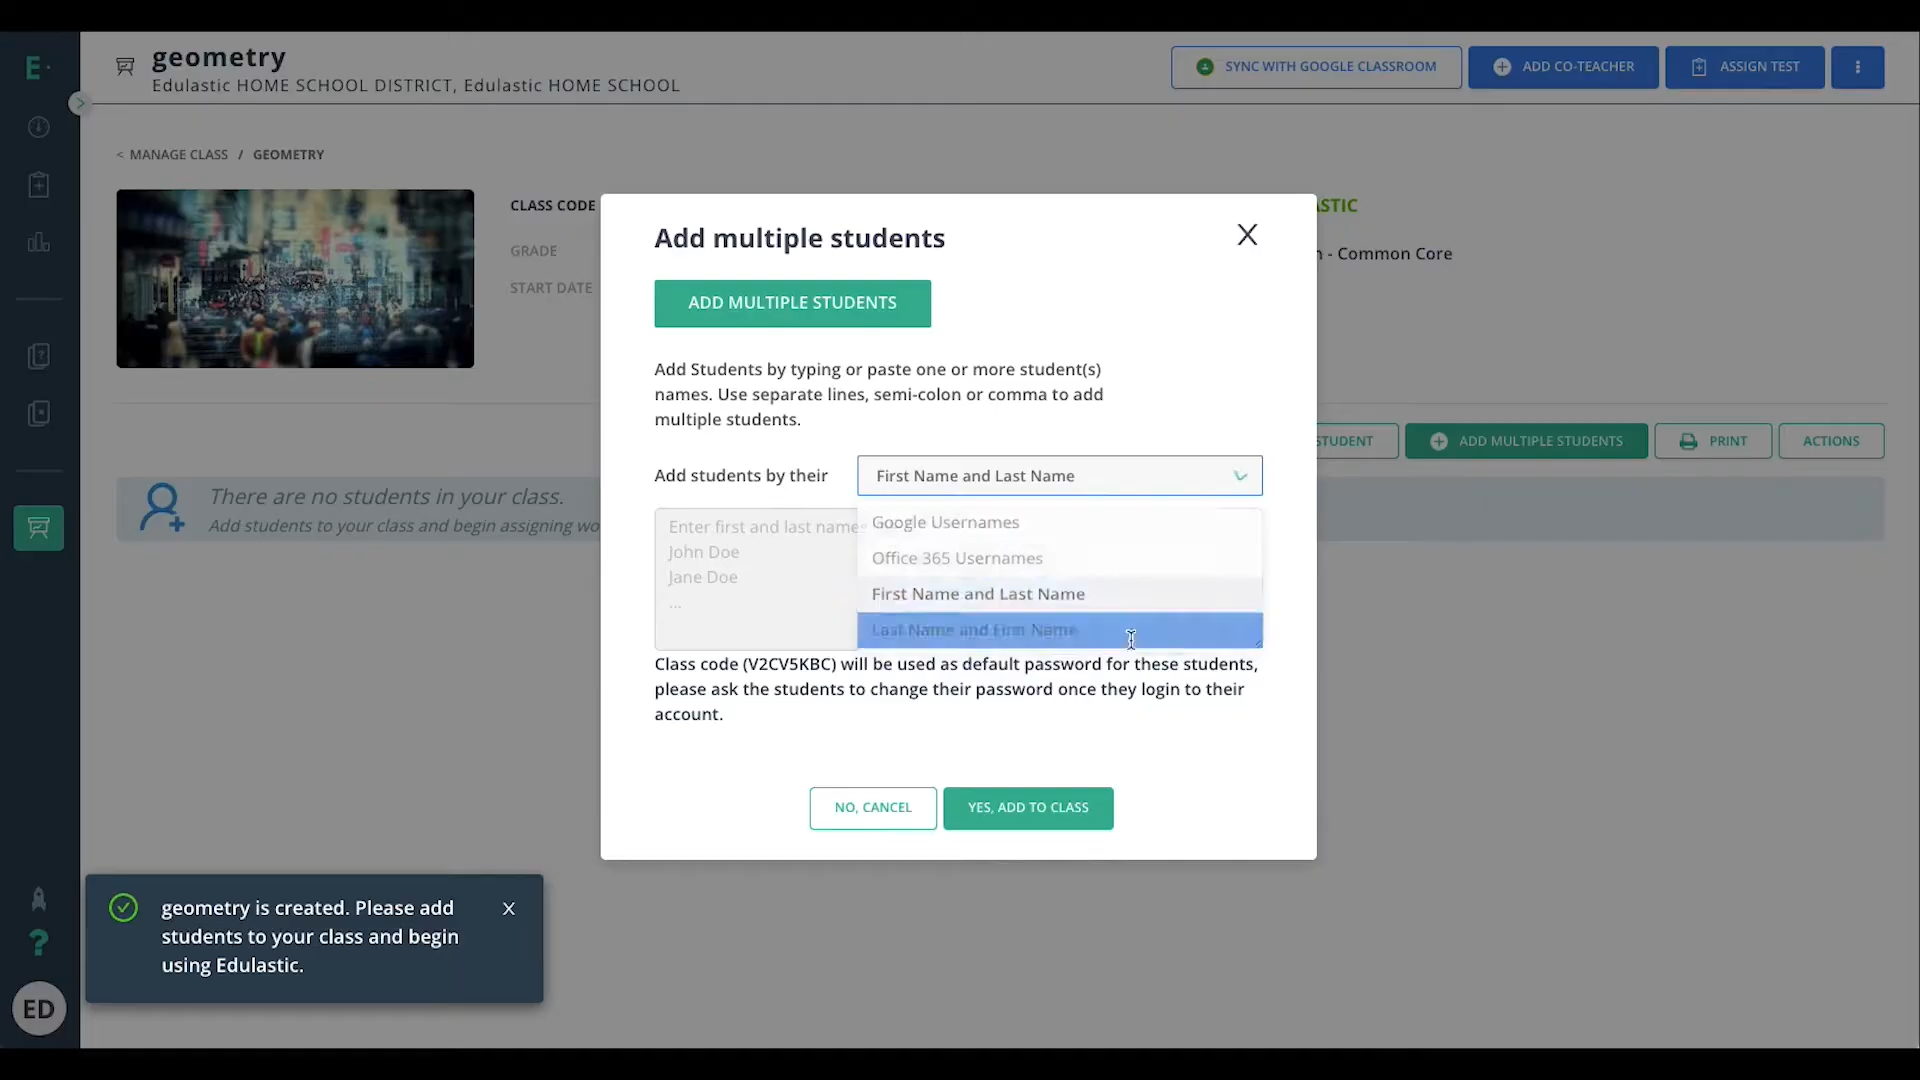 E
geometry
Edulastic HOME SCHOOL DISTRICT, Edulastic HOME SCHOOL
SYNC WITH GOOGLE CLASSROOM
ADD CO-TEACHER
ASSIGN TEST
< MANAGE CLASS / GEOMETRY
CLASS CODE
GRADE
START DATE
- Common Core
STUDENT
ADD MULTIPLE STUDENTS
PRINT
ACTIONS
There are no students in your class.
Add students to your class and begin assigning
Add multiple students
X
ADD MULTIPLE STUDENTS
Add Students by typing or paste one or more student(s)
names. Use separate lines, semi-colon or comma to add
multiple students.
Add students by their
First Name and Last Name
Enter first and last name
John Doe
Jane Doe
...
Google Usernames
Office 365 Usernames
First Name and Last Name
Last Name and First Name
Class code (V2CV5KBC) will be used as default password for these students,
please ask the students to change their password once they login to their
account.
NO, CANCEL
YES, ADD TO CLASS
geometry is created. Please add
students to your class and begin
using Edulastic.
X
?
ED